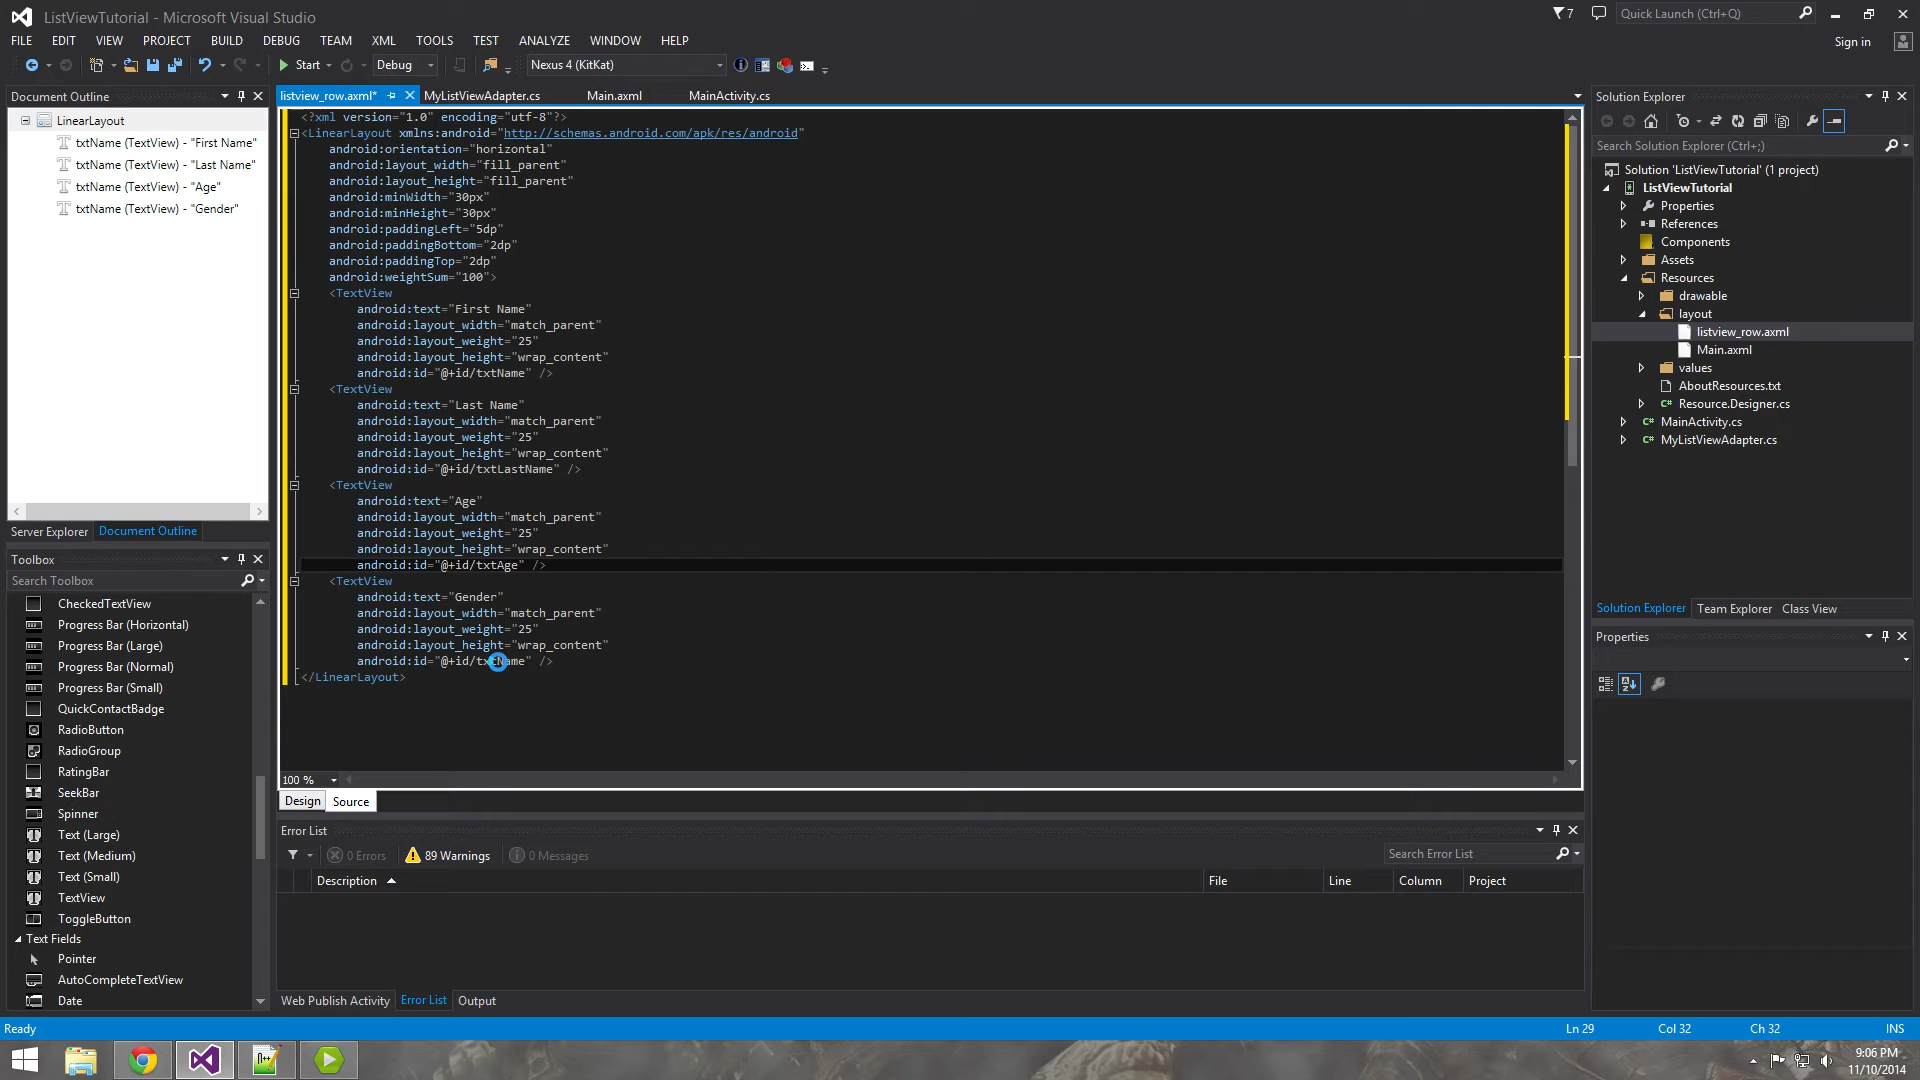 ListViewTutorial - Microsoft Visual Studio
7
Quick Launch (Ctrl+Q)
FILE EDIT VIEW PROJECT BUILD DEBUG TEAM XML TOOLS TEST ANALYZE WINDOW HELP
Sign in
Start Debug Nexus 4 (KitKat)
Document Outline
LinearLayout
txtName (TextView) - "First Name"
txtName (TextView) - "Last Name"
txtName (TextView) - "Age"
txtName (TextView) - "Gender"
Server Explorer Document Outline
Toolbox
Search Toolbox
CheckedTextView
Progress Bar (Horizontal)
Progress Bar (Large)
Progress Bar (Normal)
Progress Bar (Small)
QuickContactBadge
RadioButton
RadioGroup
RatingBar
SeekBar
Spinner
Text (Large)
Text (Medium)
Text (Small)
TextView
ToggleButton
Text Fields
Pointer
AutoCompleteTextView
Date
listview_row.axml* MyListViewAdapter.cs Main.axml MainActivity.cs
<?xml version="1.0" encoding="utf-8"?>
<LinearLayout xmlns:android="http://schemas.android.com/apk/res/android"
android:orientation="horizontal"
android:layout_width="fill_parent"
android:layout_height="fill_parent"
android:minWidth="30px"
android:minHeight="30px"
android:paddingLeft="5dp"
android:paddingBottom="2dp"
android:paddingTop="2dp"
android:weightSum="100">
<TextView
android:text="First Name"
android:layout_width="match_parent"
android:layout_weight="25"
android:layout_height="wrap_content"
android:id="@+id/txtName" />
<TextView
android:text="Last Name"
android:layout_width="match_parent"
android:layout_weight="25"
android:layout_height="wrap_content"
android:id="@+id/txtLastName" />
<TextView
android:text="Age"
android:layout_width="match_parent"
android:layout_weight="25"
android:layout_height="wrap_content"
android:id="@+id/txtAge" />
<TextView
android:text="Gender"
android:layout_width="match_parent"
android:layout_weight="25"
android:layout_height="wrap_content"
android:id="@+id/txtName" />
</LinearLayout>
100 %
Design Source
Error List
0 Errors 89 Warnings 0 Messages
Search Error List
Description File Line Column Project
Web Publish Activity Error List Output
Solution Explorer
Search Solution Explorer (Ctrl+;)
Solution 'ListViewTutorial' (1 project)
ListViewTutorial
Properties
References
Components
Assets
Resources
drawable
layout
listview_row.axml
Main.axml
values
AboutResources.txt
Resource.Designer.cs
MainActivity.cs
MyListViewAdapter.cs
Solution Explorer Team Explorer Class View
Properties
Ready Ln 29 Col 32 Ch 32 INS
9:06 PM
11/10/2014